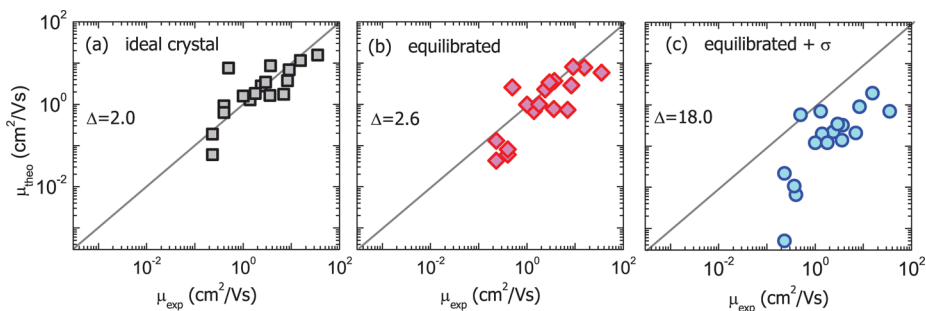 (a) ideal crystal
(b) equilibrated
(c) equilibrated + σ
10²
10⁰
10⁻²
μtheo (cm²/Vs)
Δ=2.0
Δ=2.6
Δ=18.0
10⁻² 10⁰ 10²
10⁻² 10⁰ 10²
10⁻² 10⁰ 10²
μexp (cm²/Vs)
μexp (cm²/Vs)
μexp (cm²/Vs)